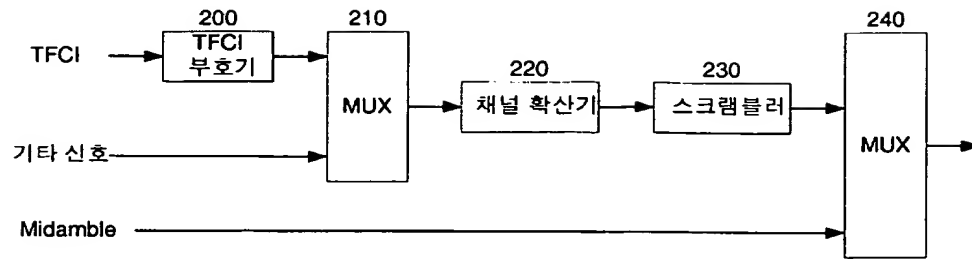 200
210
240
TFCI
TFCI
부호기
220
230
MUX
채널 확산기
스크램블러
MUX
기타 신호
Midamble